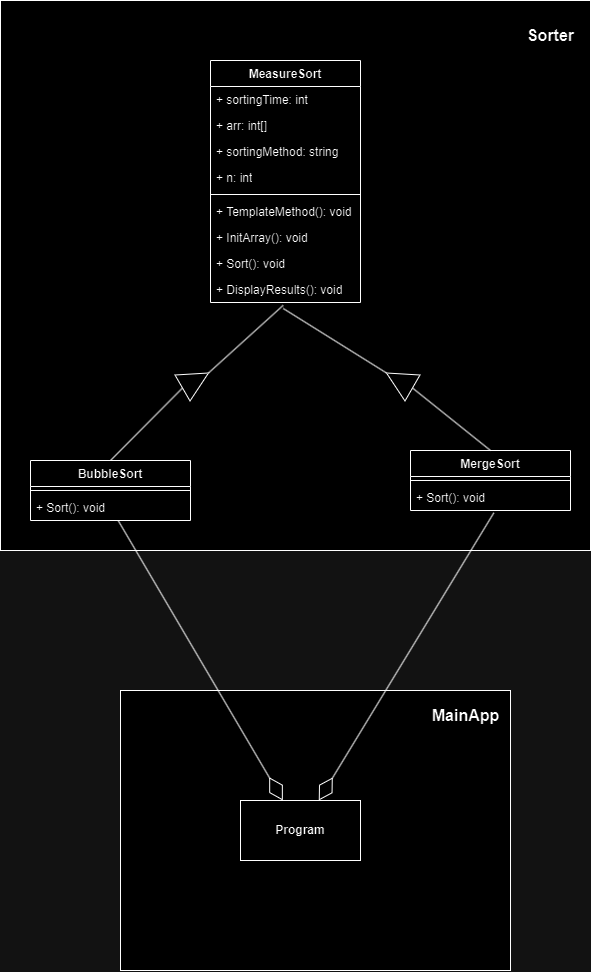 Sorter
MeasureSort
+ sortingTime: int
+ arr: int[]
+ sortingMethod: string
+ n: int
+ TemplateMethod(): void
+ InitArray(): void
+ Sort(): void
+ DisplayResults(): void
BubbleSort
+ Sort(): void
MergeSort
+ Sort(): void
MainApp
Program